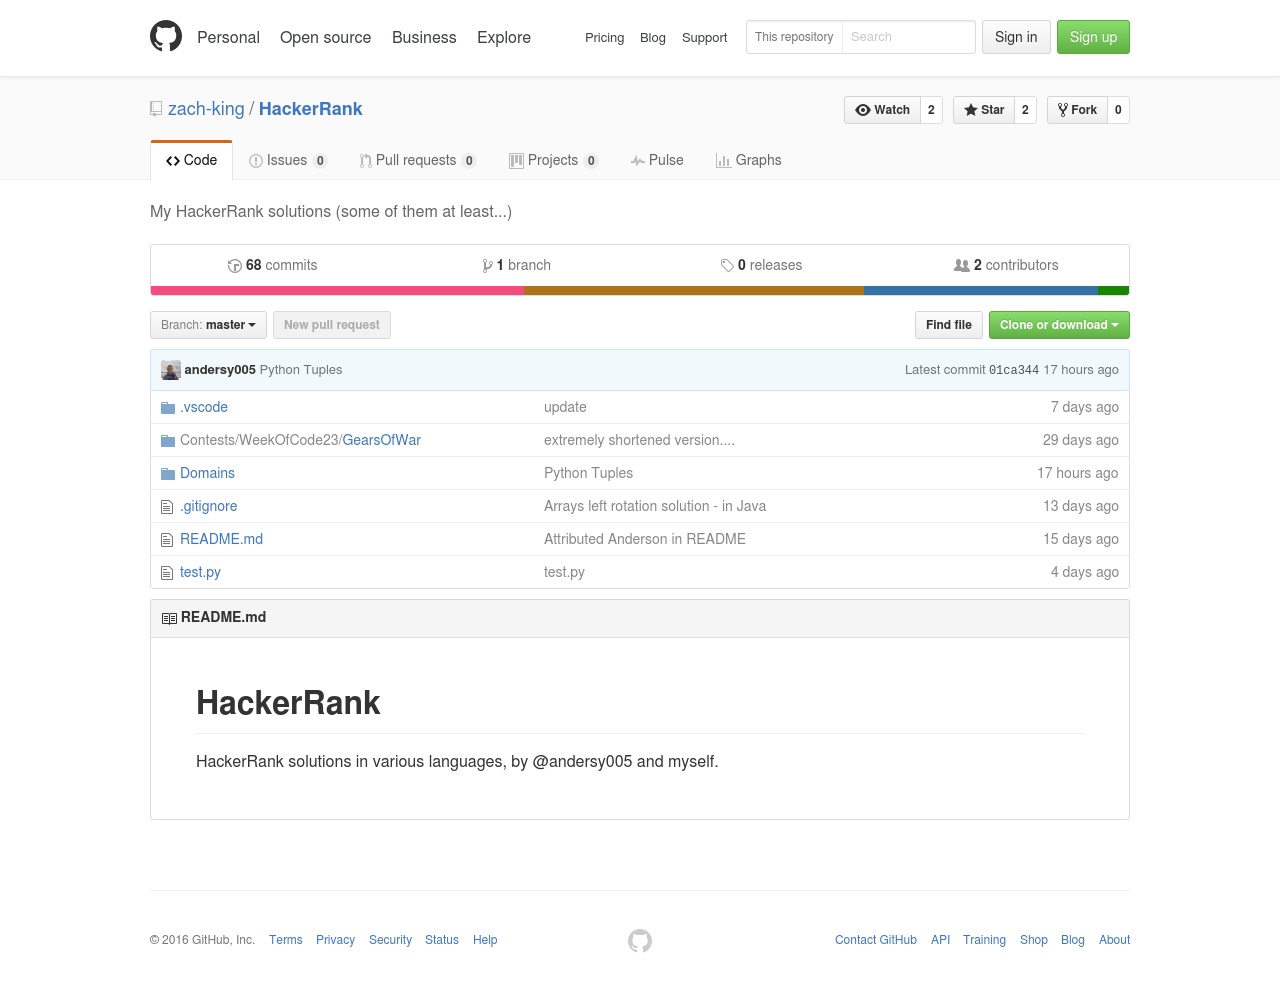 Personal Open source Business Explore Pricing Blog Support This repository Search Sign in Sign up
zach-king / HackerRank Watch 2 Star 2 Fork 0
Code Issues 0 Pull requests 0 Projects 0 Pulse Graphs
My HackerRank solutions (some of them at least...)
68 commits 1 branch 0 releases 2 contributors
Branch: master New pull request Find file Clone or download
andersy005 Python Tuples Latest commit 01ca344 17 hours ago
.vscode update 7 days ago
Contests/WeekOfCode23/GearsOfWar extremely shortened version.... 29 days ago
Domains Python Tuples 17 hours ago
.gitignore Arrays left rotation solution - in Java 13 days ago
README.md Attributed Anderson in README 15 days ago
test.py test.py 4 days ago
README.md
HackerRank
HackerRank solutions in various languages, by @andersy005 and myself.
© 2016 GitHub, Inc. Terms Privacy Security Status Help Contact GitHub API Training Shop Blog About